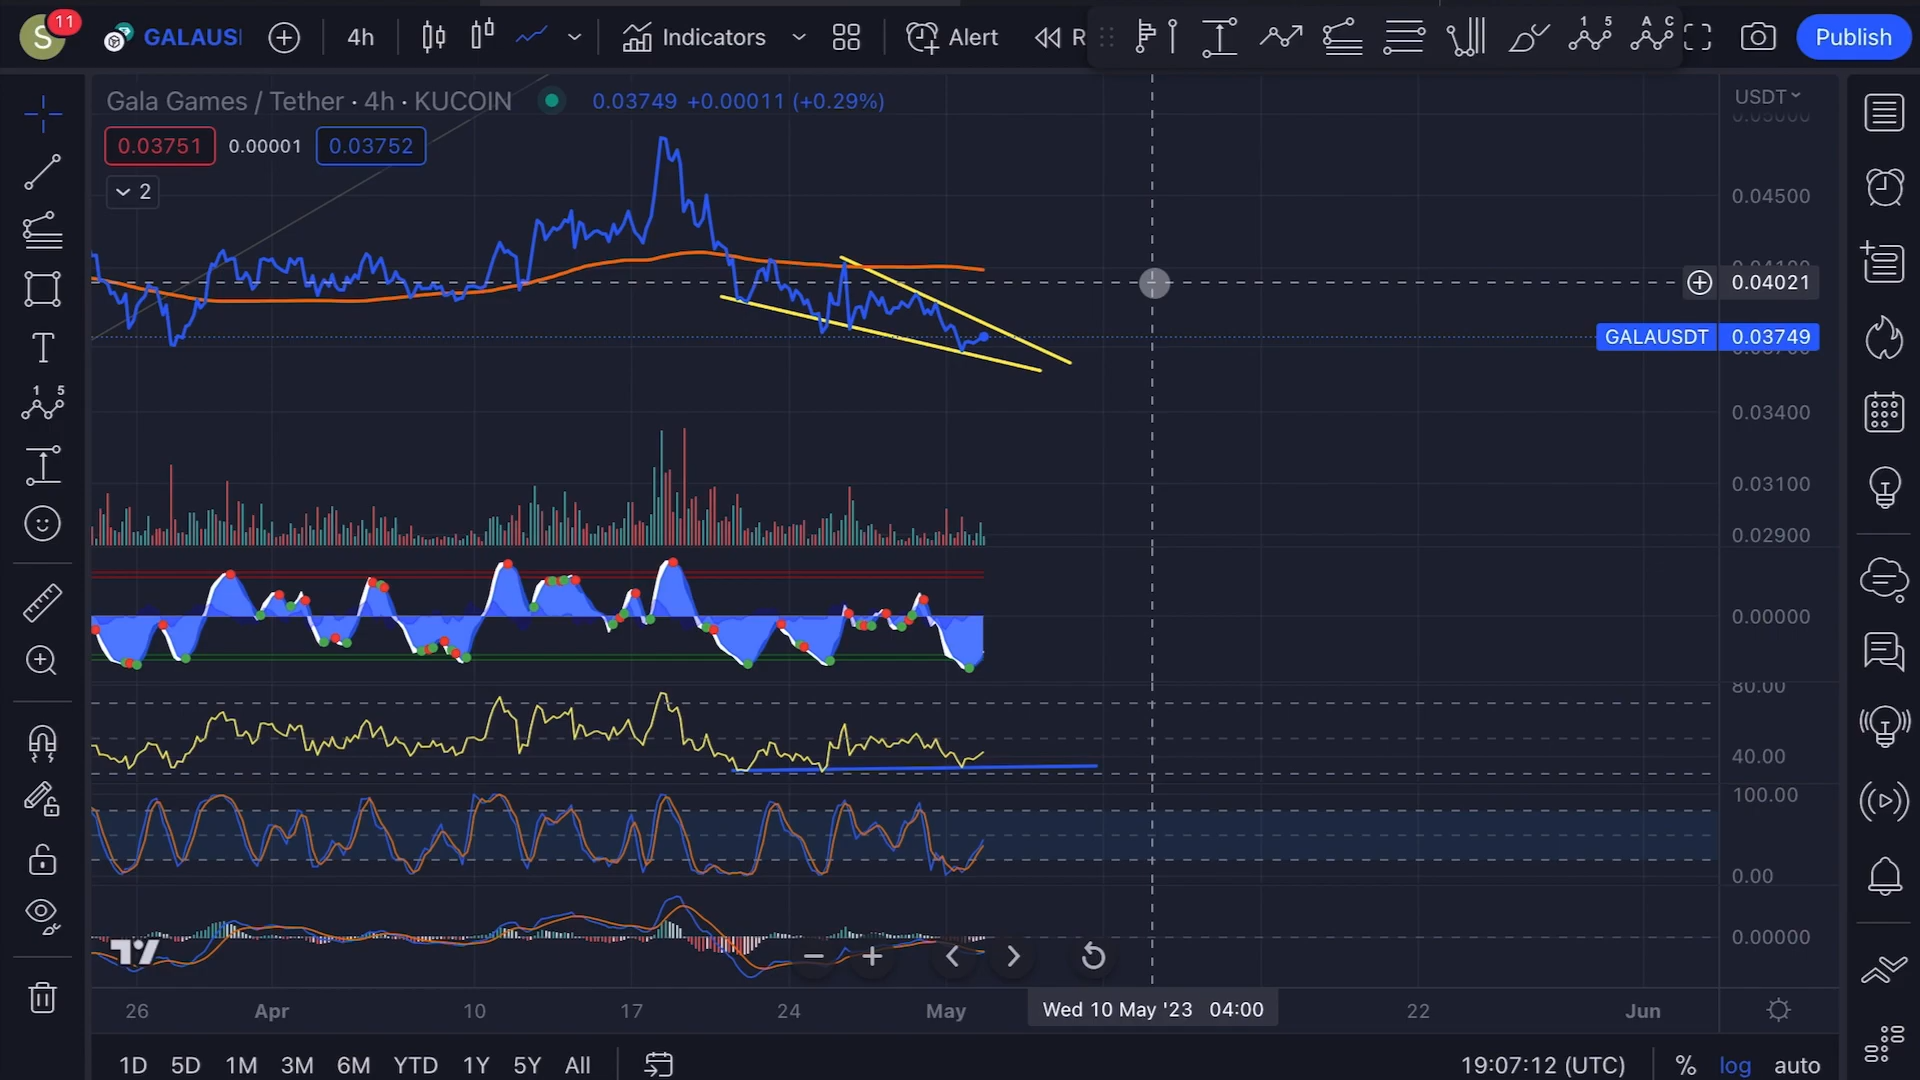 S 11 GALAUS 4h Indicators Alert R Publish
Gala Games / Tether · 4h · KUCOIN 0.03749 +0.00011 (+0.29%)
USDT
0.03751 0.00001 0.03752
2
0.04500
0.04021
GALAUSDT 0.03749
0.03400
0.03100
0.02900
0.00000
80.00
40.00
100.00
0.00
0.00000
26 Apr 10 17 24 May Wed 10 May '23 04:00 22 Jun
1D 5D 1M 3M 6M YTD 1Y 5Y All 19:07:12 (UTC) % log auto